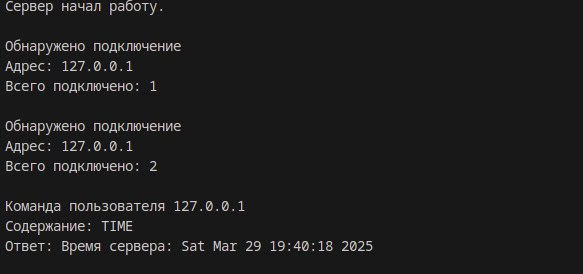 Сервер начал работу.
Обнаружено подключение
Адрес: 127.0.0.1
Всего подключено: 1
Обнаружено подключение
Адрес: 127.0.0.1
Всего подключено: 2
Команда пользователя 127.0.0.1
Содержание: TIME
Ответ: Время сервера: Sat Mar 29 19:40:18 2025